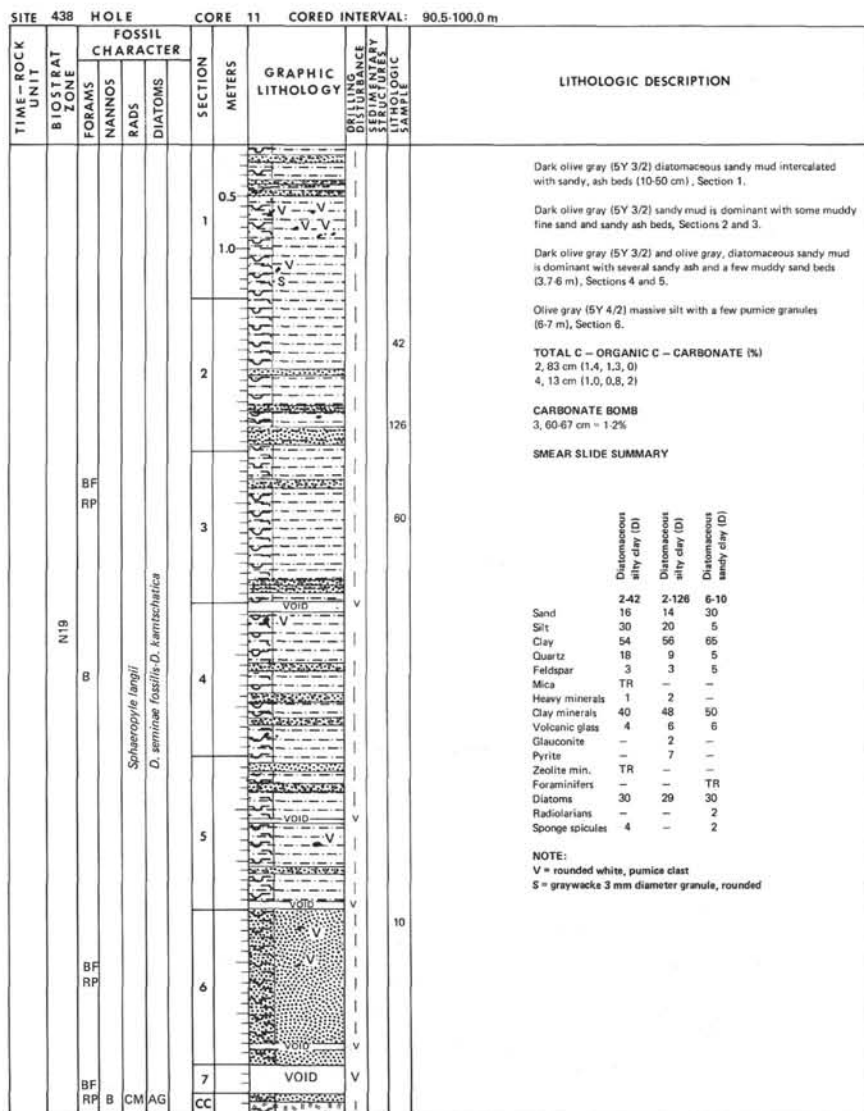 SITE 438 HOLE CORE 11 CORED INTERVAL: 90.5-100.0 m
TIME-ROCK UNIT
BIOSTRAT ZONE
FOSSIL CHARACTER
FORAMS
NANNOS
RADS
DIATOMS
SECTION
METERS
GRAPHIC LITHOLOGY
DRILLING DISTURBANCE
SEDIMENTARY STRUCTURES
LITHOLOGIC SAMPLE
LITHOLOGIC DESCRIPTION
N19
Sphaeropyle langii
D. seminae fossilis-D. kamtschatica
0.5
V V
1
V V
1.0
V
S
42
2
126
BF
RP
60
3
VOID V
V
B
4
VOID V
5
V
VOID V
10
V
V
BF
RP
6
VOID V
7 VOID V
BF
RP B CM AG CC
Dark olive gray (5Y 3/2) diatomaceous sandy mud intercalated
with sandy, ash beds (10-50 cm), Section 1.
Dark olive gray (5Y 3/2) sandy mud is dominant with some muddy
fine sand and sandy ash beds, Sections 2 and 3.
Dark olive gray (5Y 3/2) and olive gray, diatomaceous sandy mud
is dominant with several sandy ash and a few muddy sand beds
(3.7-6 m), Sections 4 and 5.
Olive gray (5Y 4/2) massive silt with a few pumice granules
(6-7 m), Section 6.
TOTAL C – ORGANIC C – CARBONATE (%)
2, 83 cm (1.4, 1.3, 0)
4, 13 cm (1.0, 0.8, 2)
CARBONATE BOMB
3, 60-67 cm = 1-2%
SMEAR SLIDE SUMMARY
Diatomaceous silty clay (D)
Diatomaceous silty clay (D)
Diatomaceous sandy clay (D)
2-42 2-126 6-10
Sand 16 14 30
Silt 30 20 5
Clay 54 56 65
Quartz 18 9 5
Feldspar 3 3 5
Mica TR – –
Heavy minerals 1 2 –
Clay minerals 40 48 50
Volcanic glass 4 6 6
Glauconite – 2 –
Pyrite – 7 –
Zeolite min. TR – –
Foraminifers – – TR
Diatoms 30 29 30
Radiolarians – – 2
Sponge spicules 4 – 2
NOTE:
V = rounded white, pumice clast
S = graywacke 3 mm diameter granule, rounded